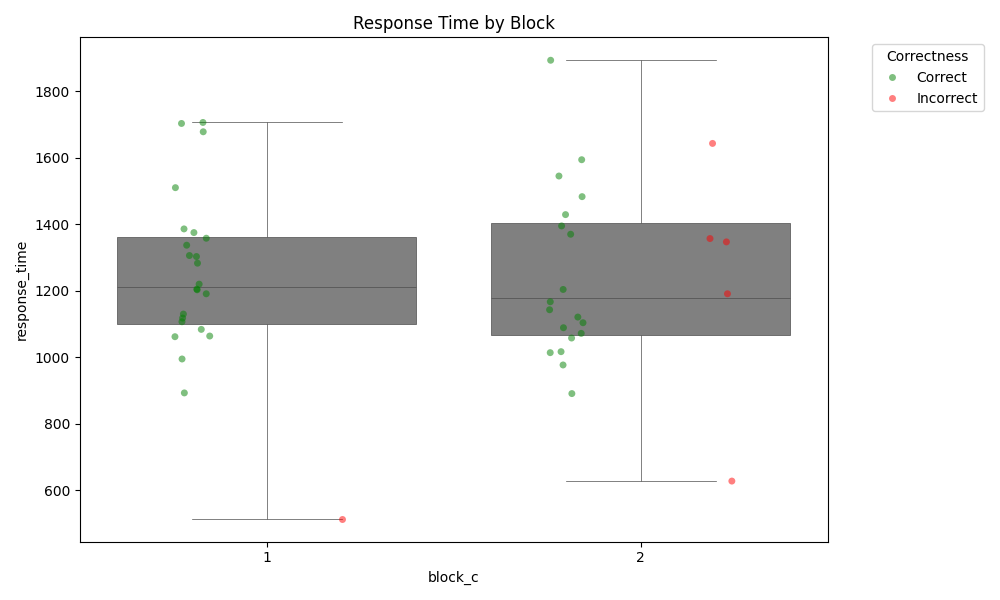 Response Time by Block
Correctness
Correct
Incorrect
response_time
1800
1600
1400
1200
1000
800
600
1
2
block_c